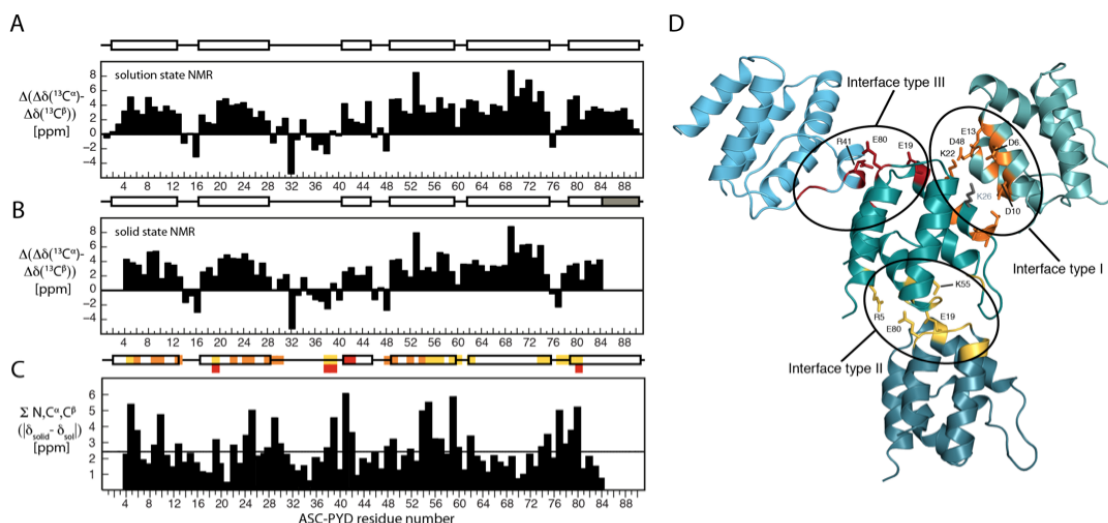 A
solution state NMR
Δ(Δδ(¹³Cᵅ)-
Δδ(¹³Cᵝ))
[ppm]
8
6
4
2
0
−2
−4
4 8 12 16 20 24 28 32 36 40 44 48 52 56 60 64 68 72 76 80 84 88
B
solid state NMR
Δ(Δδ(¹³Cᵅ)-
Δδ(¹³Cᵝ))
[ppm]
8
6
4
2
0
−2
−4
4 8 12 16 20 24 28 32 36 40 44 48 52 56 60 64 68 72 76 80 84 88
C
Σ N,Cᵅ,Cᵝ
(|δsolid- δsol|)
[ppm]
6
5
4
3
2
1
4 8 12 16 20 24 28 32 36 40 44 48 52 56 60 64 68 72 76 80 84 88
ASC-PYD residue number
D
Interface type III
R41
E80
E19
E13
D48
D6
K22
K26
D10
Interface type I
K55
R5
E80
E19
Interface type II